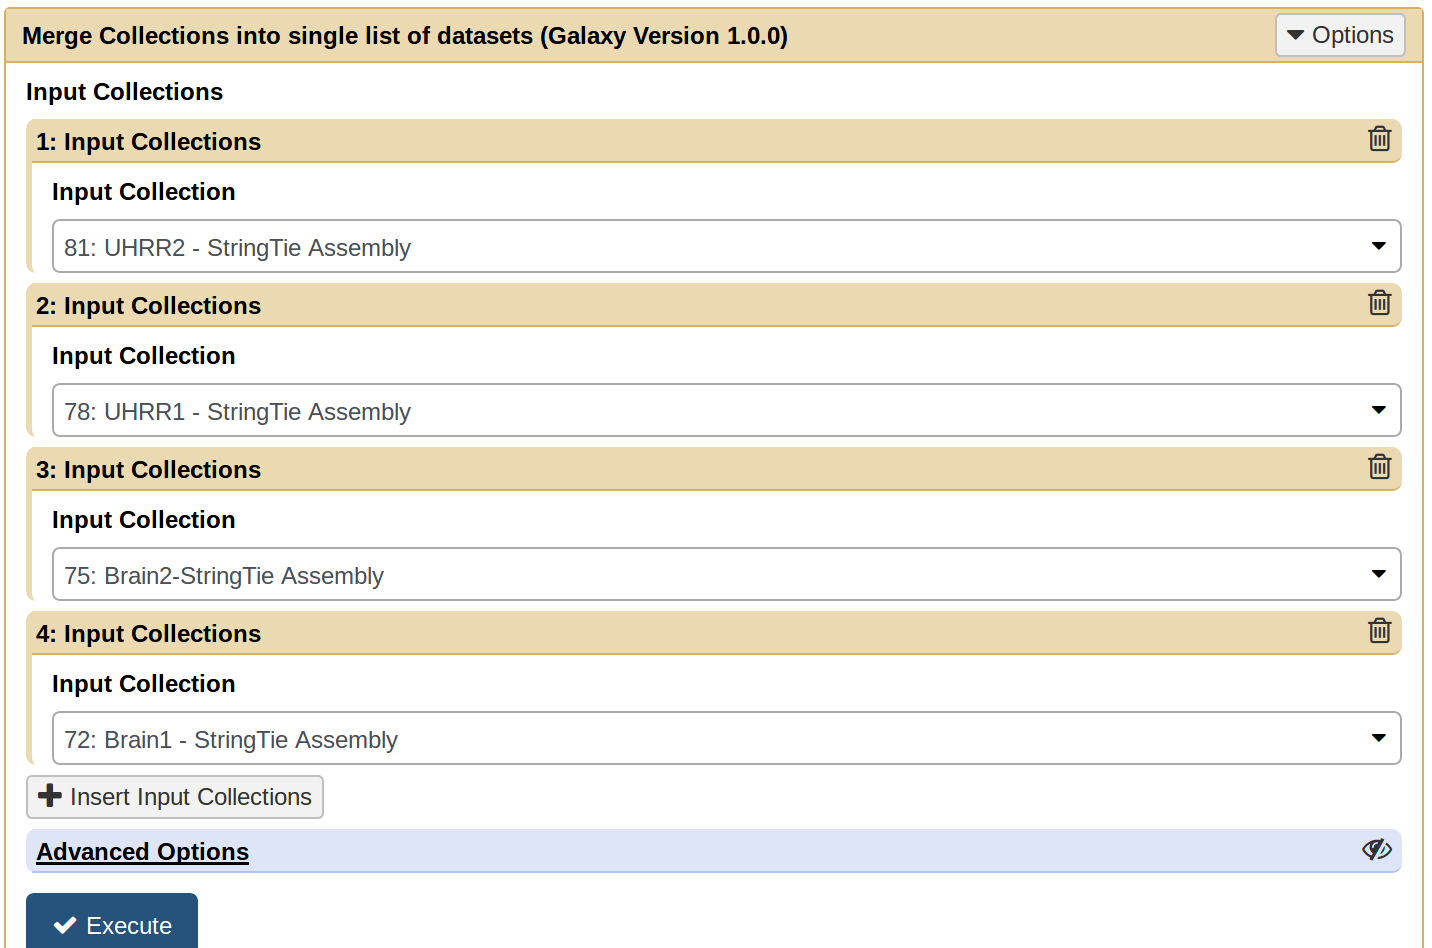 Merge Collections into single list of datasets (Galaxy Version 1.0.0)
Options
Input Collections
1: Input Collections
Input Collection
81: UHRR2 - StringTie Assembly
2: Input Collections
Input Collection
78: UHRR1 - StringTie Assembly
3: Input Collections
Input Collection
75: Brain2-StringTie Assembly
4: Input Collections
Input Collection
72: Brain1 - StringTie Assembly
Insert Input Collections
Advanced Options
Execute